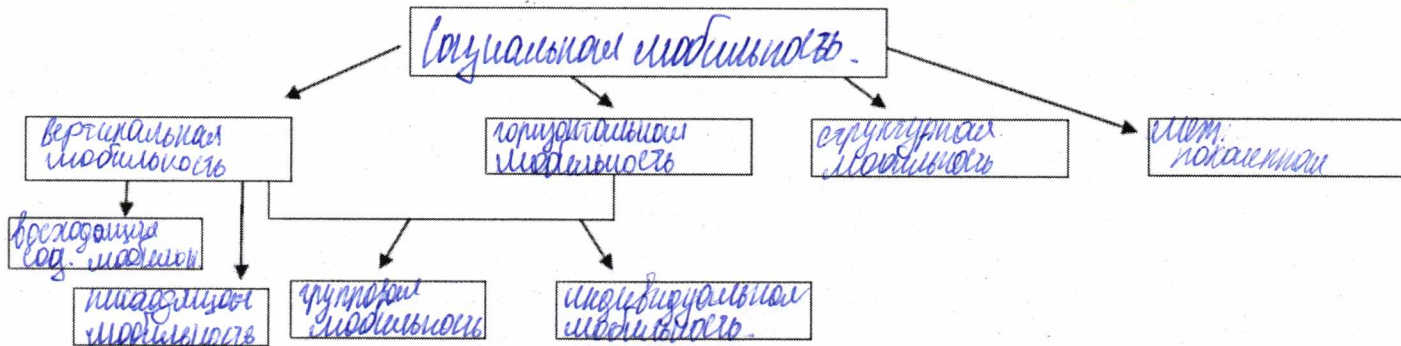 Социальная мобильность.
вертикальная
мобильность
горизонтальная
мобильность
структурная
мобильность
меж.
поколенная
восходящая
соц. мобильн
нисходящая
мобильность
групповая
мобильность
индивидуальная
мобильность.